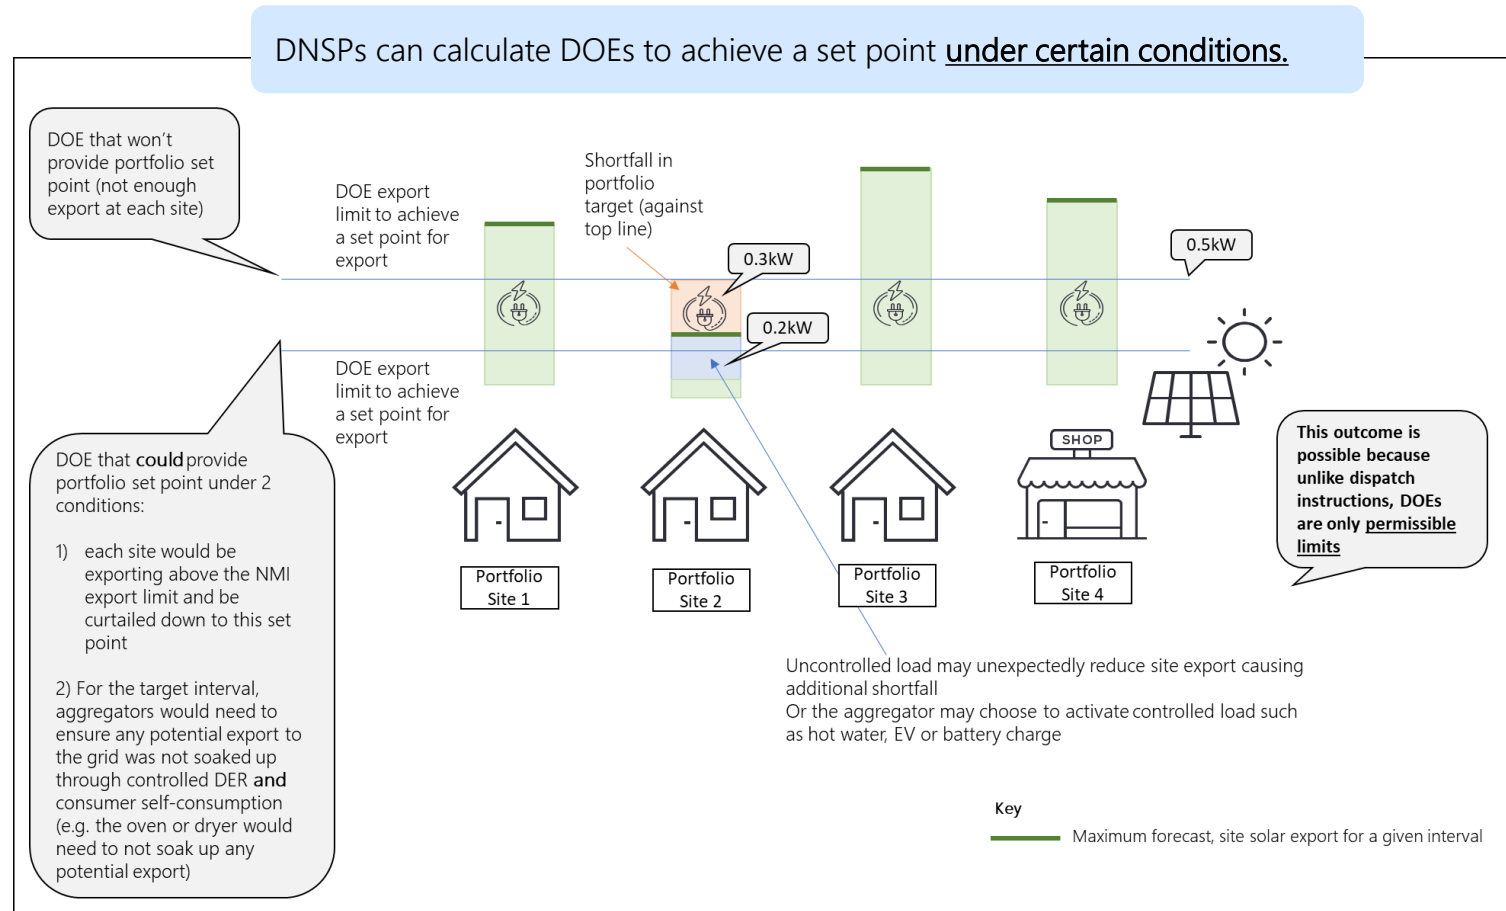 DNSPs can calculate DOEs to achieve a set point under certain conditions.
DOE that won't
provide portfolio set
point (not enough
export at each site)
DOE export
limit to achieve
a set point for
export
Shortfall in
portfolio
target (against
top line)
0.3kW
0.5kW
0.2kW
DOE export
limit to achieve
a set point for
export
DOE that could provide
portfolio set point under 2
conditions:
1) each site would be
exporting above the NMI
export limit and be
curtailed down to this set
point
2) For the target interval,
aggregators would need to
ensure any potential export to
the grid was not soaked up
through controlled DER and
consumer self-consumption
(e.g. the oven or dryer would
need to not soak up any
potential export)
SHOP
This outcome is
possible because
unlike dispatch
instructions, DOEs
are only permissible
limits
Portfolio
Site 1
Portfolio
Site 2
Portfolio
Site 3
Portfolio
Site 4
Uncontrolled load may unexpectedly reduce site export causing
additional shortfall
Or the aggregator may choose to activate controlled load such
as hot water, EV or battery charge
Key
Maximum forecast, site solar export for a given interval